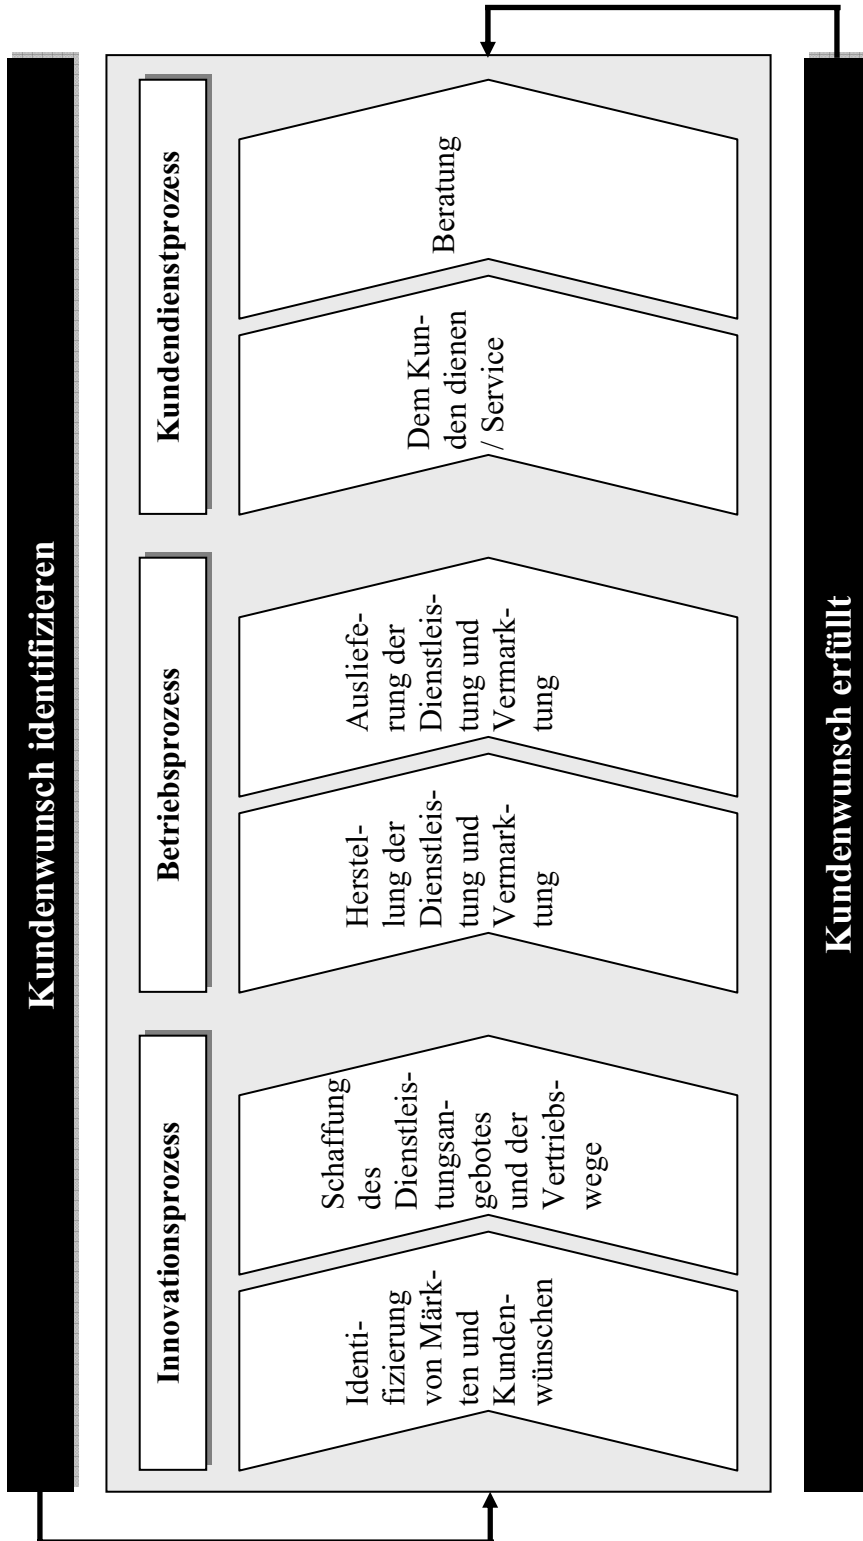 Kundenwunsch identifizieren
Innovationsprozess
Betriebsprozess
Kundendienstprozess
Identi-
fizierung
von Märk-
ten und
Kunden-
wünschen
Schaffung
des
Dienstleis-
tungsan-
gebotes
und der
Vertriebs-
wege
Herstel-
lung der
Dienstleis-
tung und
Vermark-
tung
Ausliefe-
rung der
Dienstleis-
tung und
Vermark-
tung
Dem Kun-
den dienen
/ Service
Beratung
Kundenwunsch erfüllt